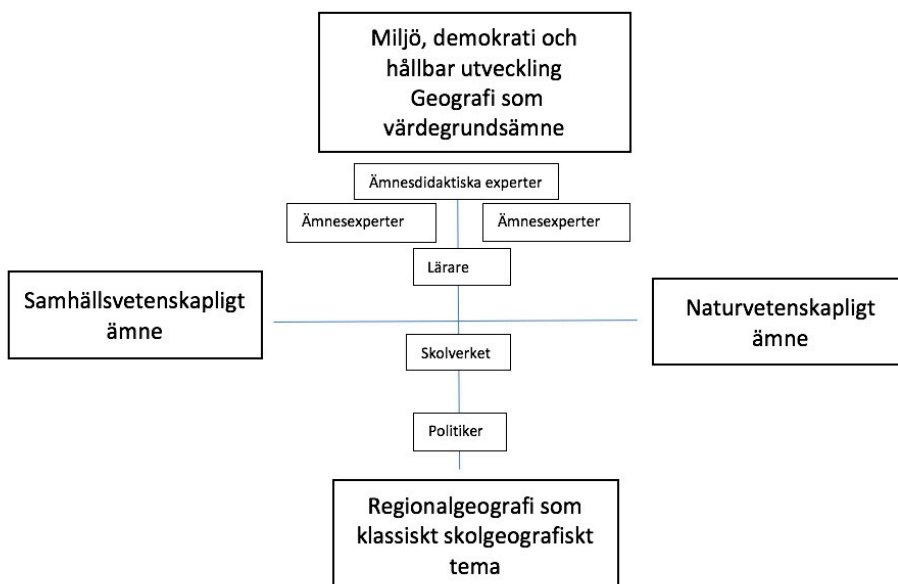 Miljö, demokrati och
hållbar utveckling
Geografi som
värdegrundsämne
Ämnesdidaktiska experter
Ämnesexperter
Ämnesexperter
Lärare
Samhällsvetenskapligt
ämne
Naturvetenskapligt
ämne
Skolverket
Politiker
Regionalgeografi som
klassiskt skolgeografiskt
tema